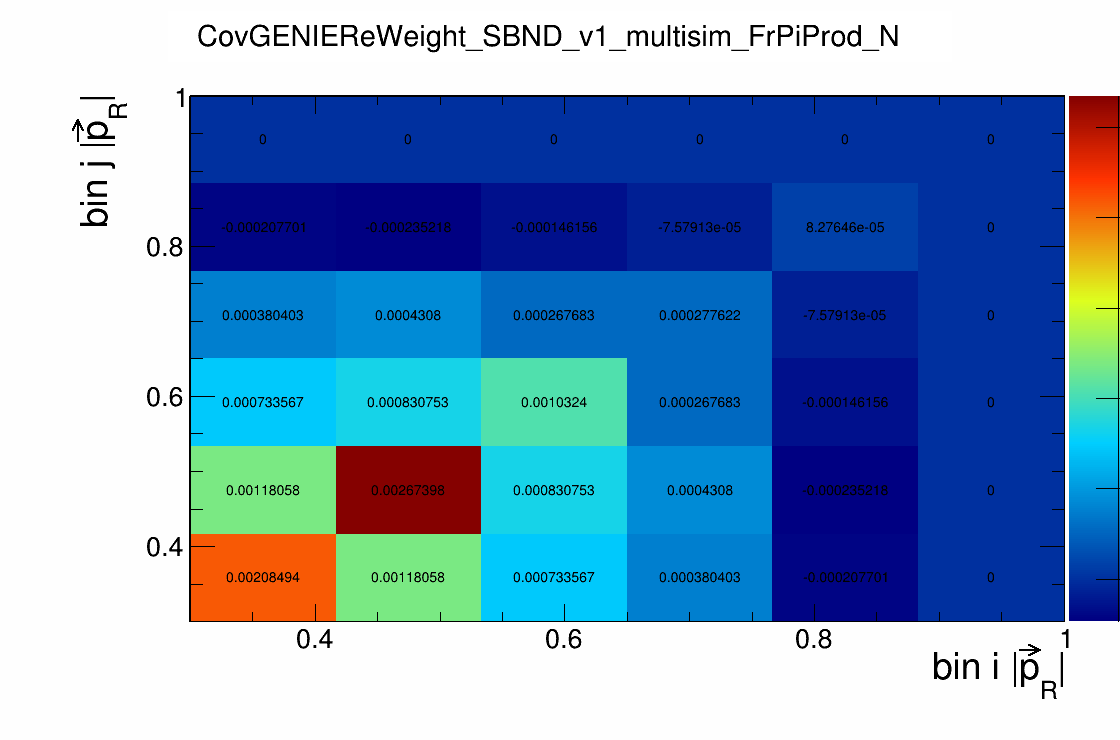 CovGENIEReWeight_SBND_v1_multisim_FrPiProd_N
bin j |p⃗_R|
1
0.8
0.6
0.4
0 0 0 0 0 0
-0.000207701 -0.000235218 -0.000146156 -7.57913e-05 8.27646e-05 0
0.000380403 0.0004308 0.000267683 0.000277622 -7.57913e-05 0
0.000733567 0.000830753 0.0010324 0.000267683 -0.000146156 0
0.00118058 0.00267398 0.000830753 0.0004308 -0.000235218 0
0.00208494 0.00118058 0.000733567 0.000380403 -0.000207701 0
0.4 0.6 0.8 1
bin i |p⃗_R|